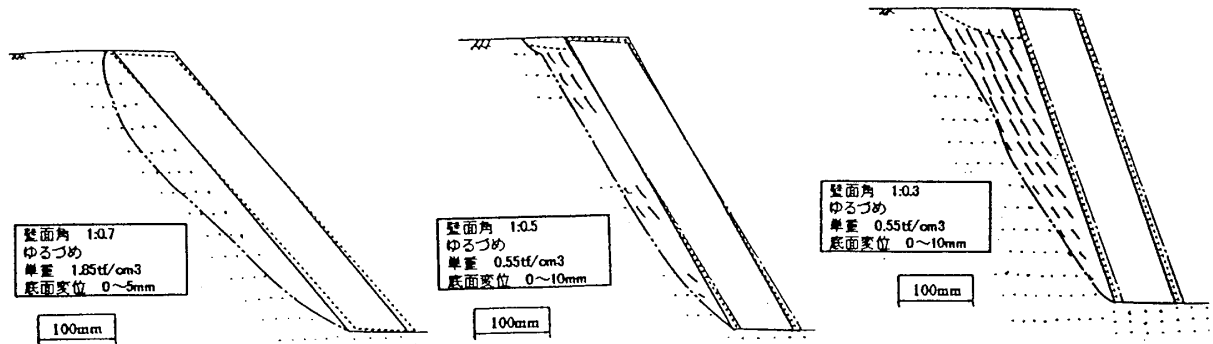 壁面角 1:0.7
ゆるづめ
単重 1.85tf/cm3
底面変位 0～5mm
100mm
壁面角 1:0.5
ゆるづめ
単重 0.55tf/cm3
底面変位 0～10mm
100mm
壁面角 1:0.3
ゆるづめ
単重 0.55tf/cm3
底面変位 0～10mm
100mm